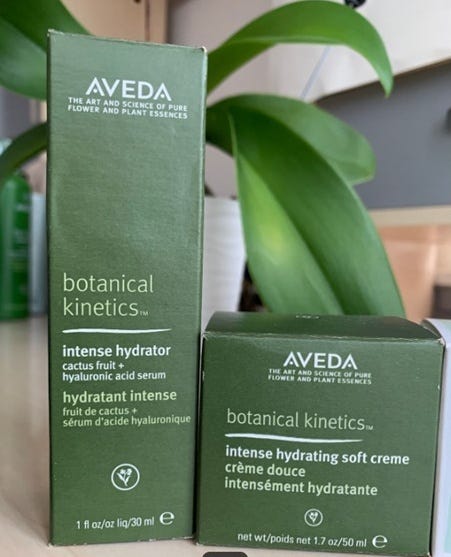 AVEDA
THE ART AND SCIENCE OF PURE
FLOWER AND PLANT ESSENCES
botanical
kinetics™
intense hydrator
cactus fruit +
hyaluronic acid serum
hydratant intense
fruit de cactus +
sérum d'acide hyaluronique
1 fl oz/oz liq/30 ml e
AVEDA
THE ART AND SCIENCE OF PURE
FLOWER AND PLANT ESSENCES
botanical kinetics™
intense hydrating soft creme
crème douce
intensément hydratante
net wt/poids net 1.7 oz/50 ml e